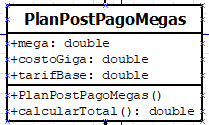 PlanPostPagoMegas
+mega: double
+costoGiga: double
+tarifBase: double
+PlanPostPagoMegas()
+calcularTotal(): double